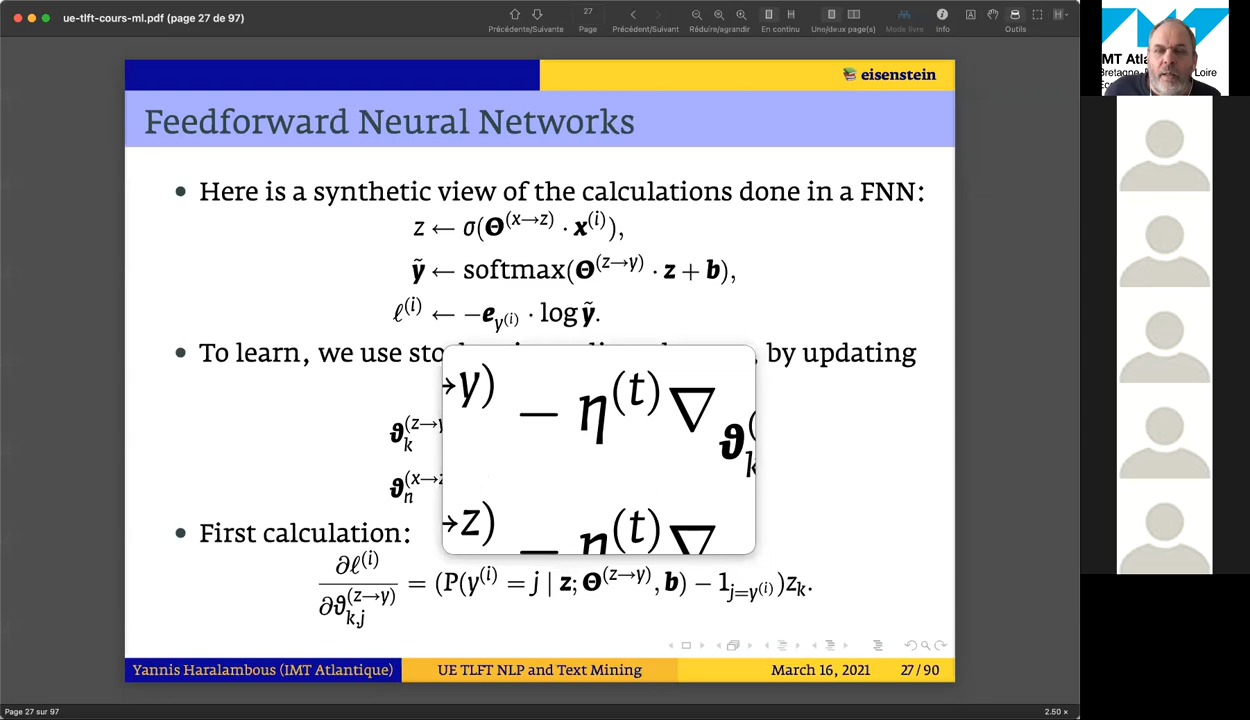 ue-tlft-cours-ml.pdf (page 27 de 97)
27
Précédente/Suivante Page Précédent/Suivant Réduire/agrandir En continu Une/deux page(s) Mode livre Info Outils
eisenstein
Feedforward Neural Networks
• Here is a synthetic view of the calculations done in a FNN:
z ← σ(Θ^(x→z) · x^(i)),
ỹ ← softmax(Θ^(z→y) · z + b),
ℓ^(i) ← −e_y^(i) · log ỹ.
• To learn, we use by updating
→y) − η^(t)∇_ϑ_k^(
ϑ_k^(z→y
ϑ_n^(x→z
→z) − η^(t)∇
• First calculation:
∂ℓ^(i) / ∂ϑ_k,j^(z→y) = (P(y^(i) = j | z; Θ^(z→y), b) − 1_j=y^(i))z_k.
Yannis Haralambous (IMT Atlantique) UE TLFT NLP and Text Mining March 16, 2021 27/90
Page 27 sur 97
2.50 ×
Loire